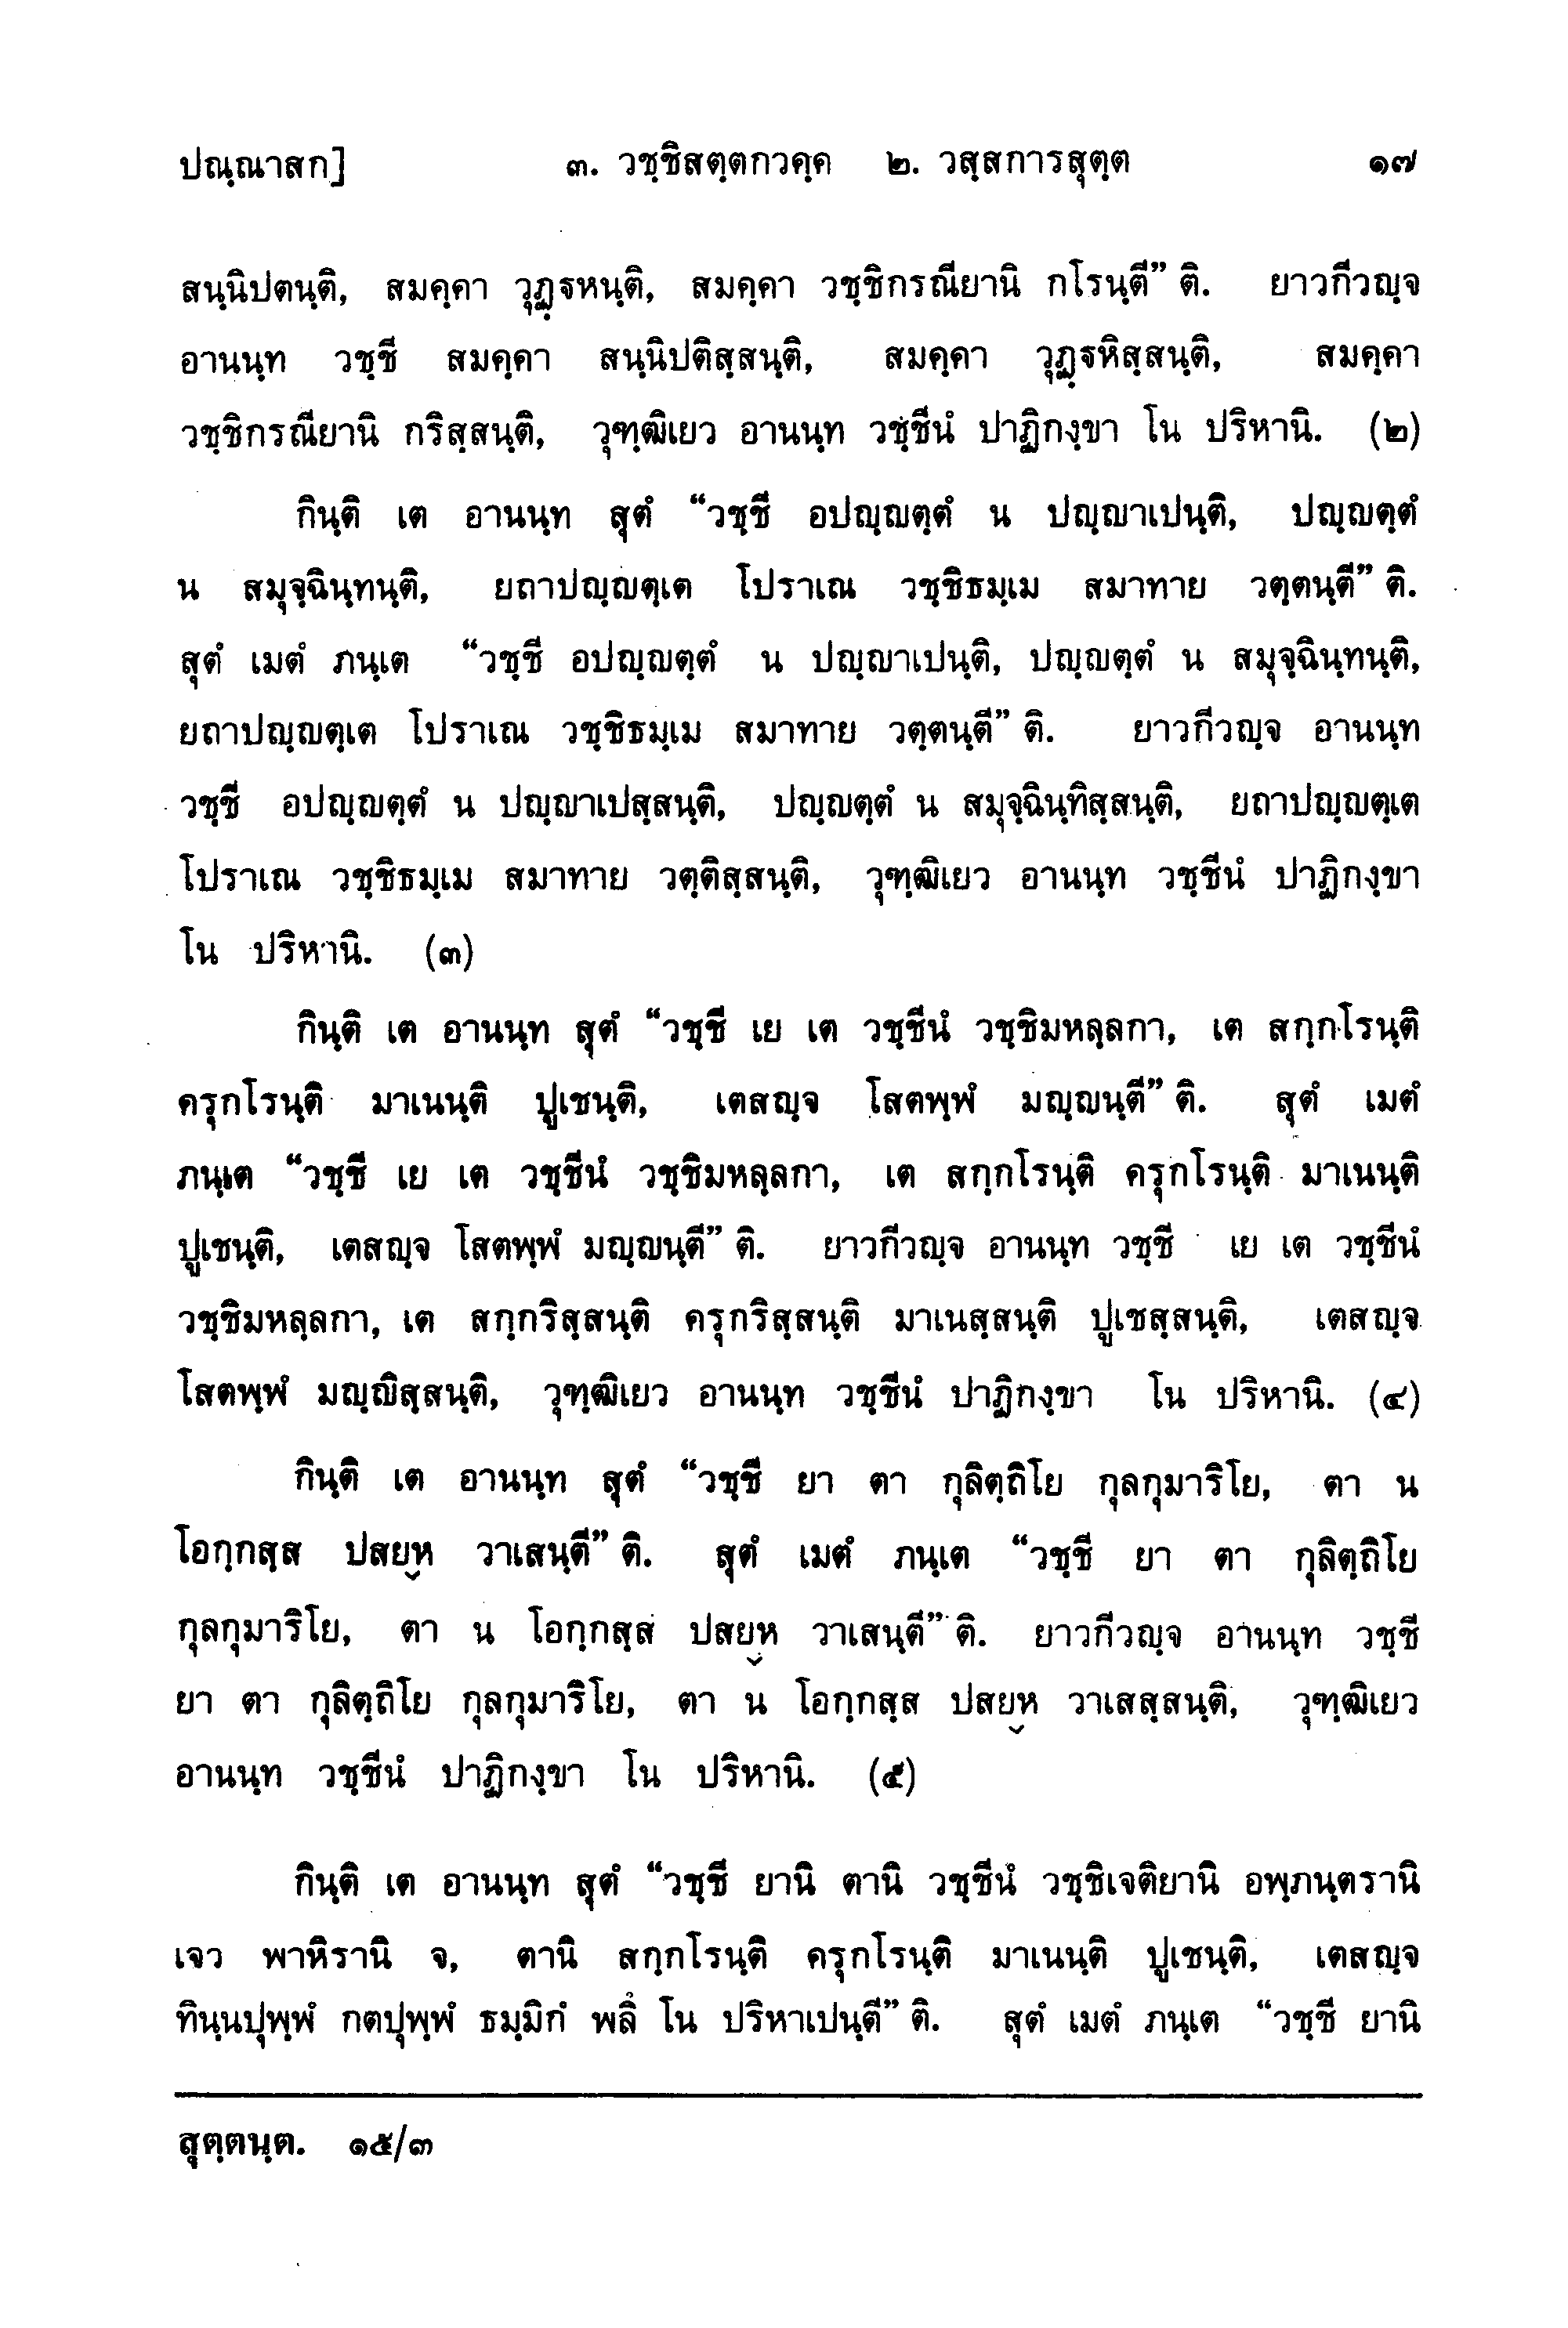 ปณฺณาสก] ๓. วชฺชิสตฺตกวคฺค ๒. วสฺสการสุตฺต ๑๗
สนฺนิปตนฺติ, สมคฺคา วุฏฺฐหนฺติ, สมคฺคา วชฺชิกรณียานิ กโรนฺตี” ติ. ยาวกีวญฺจ
อานนฺท วชฺชี สมคฺคา สนฺนิปติสฺสนฺติ, สมคฺคา วุฏฺฐหิสฺสนฺติ, สมคฺคา
วชฺชิกรณียานิ กริสฺสนฺติ, วุฑฺฒิเยว อานนฺท วชฺชีนํ ปาฏิกงฺขา โน ปริหานิ. (๒)
กินฺติ เต อานนฺท สุตํ “วชฺชี อปญฺญตฺตํ น ปญฺญาเปนฺติ, ปญฺญตฺตํ
น สมุจฺฉินฺทนฺติ, ยถาปญฺญตฺเต โปราเณ วชฺชิธมฺเม สมาทาย วตฺตนฺตี” ติ.
สุตํ เมตํ ภนฺเต “วชฺชี อปญฺญตฺตํ น ปญฺญาเปนฺติ, ปญฺญตฺตํ น สมุจฺฉินฺทนฺติ,
ยถาปญฺญตฺเต โปราเณ วชฺชิธมฺเม สมาทาย วตฺตนฺตี” ติ. ยาวกีวญฺจ อานนฺท
วชฺชี อปญฺญตฺตํ น ปญฺญาเปสฺสนฺติ, ปญฺญตฺตํ น สมุจฺฉินฺทิสฺสนฺติ, ยถาปญฺญตฺเต
โปราเณ วชฺชิธมฺเม สมาทาย วตฺติสฺสนฺติ, วุฑฺฒิเยว อานนฺท วชฺชีนํ ปาฏิกงฺขา
โน ปริหานิ. (๓)
กินฺติ เต อานนฺท สุตํ “วชฺชี เย เต วชฺชีนํ วชฺชิมหลฺลกา, เต สกฺกโรนฺติ
ครุกโรนฺติ มาเนนฺติ ปูเชนฺติ, เตสญฺจ โสตพฺพํ มญฺญนฺตี” ติ. สุตํ เมตํ
ภนฺเต “วชฺชี เย เต วชฺชีนํ วชฺชิมหลฺลกา, เต สกฺกโรนฺติ ครุกโรนฺติ มาเนนฺติ
ปูเชนฺติ, เตสญฺจ โสตพฺพํ มญฺญนฺตี” ติ. ยาวกีวญฺจ อานนฺท วชฺชี เย เต วชฺชีนํ
วชฺชิมหลฺลกา, เต สกฺกริสฺสนฺติ ครุกริสฺสนฺติ มาเนสฺสนฺติ ปูเชสฺสนฺติ, เตสญฺจ
โสตพฺพํ มญฺญิสฺสนฺติ, วุฑฺฒิเยว อานนฺท วชฺชีนํ ปาฏิกงฺขา โน ปริหานิ. (๔)
กินฺติ เต อานนฺท สุตํ “วชฺชี ยา ตา กุลิตฺถิโย กุลกุมาริโย, ตา น
โอกฺกสฺส ปสยฺห วาเสนฺตี” ติ. สุตํ เมตํ ภนฺเต “วชฺชี ยา ตา กุลิตฺถิโย
กุลกุมาริโย, ตา น โอกฺกสฺส ปสยฺห วาเสนฺตี” ติ. ยาวกีวญฺจ อานนฺท วชฺชี
ยา ตา กุลิตฺถิโย กุลกุมาริโย, ตา น โอกฺกสฺส ปสยฺห วาเสสฺสนฺติ, วุฑฺฒิเยว
อานนฺท วชฺชีนํ ปาฏิกงฺขา โน ปริหานิ. (๕)
กินฺติ เต อานนฺท สุตํ “วชฺชี ยานิ ตานิ วชฺชีนํ วชฺชิเจติยานิ อพฺภนฺตรานิ
เจว พาหิรานิ จ, ตานิ สกฺกโรนฺติ ครุกโรนฺติ มาเนนฺติ ปูเชนฺติ, เตสญฺจ
ทินฺนปุพฺพํ กตปุพฺพํ ธมฺมิกํ พลึ โน ปริหาเปนฺตี” ติ. สุตํ เมตํ ภนฺเต “วชฺชี ยานิ
สุตฺตนฺต. ๑๕/๓